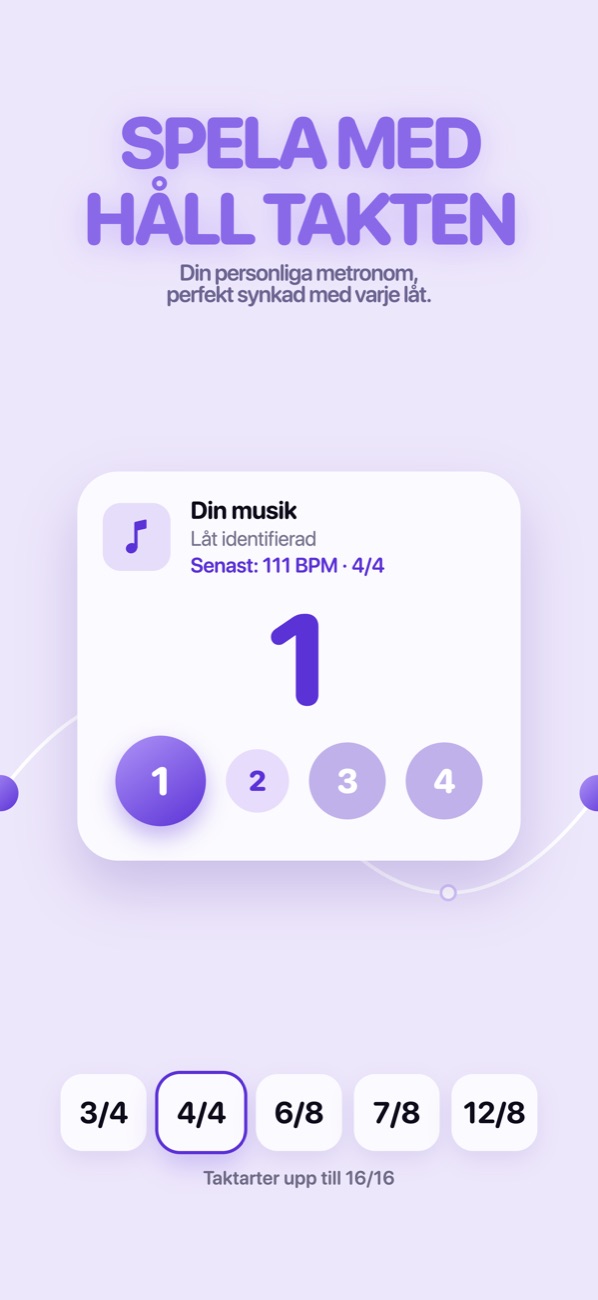 SPELA MED
HÅLL TAKTEN
Din personliga metronom,
perfekt synkad med varje låt.
Din musik
Låt identifierad
Senast: 111 BPM · 4/4
1
1 2 3 4
3/4 4/4 6/8 7/8 12/8
Taktarter upp till 16/16